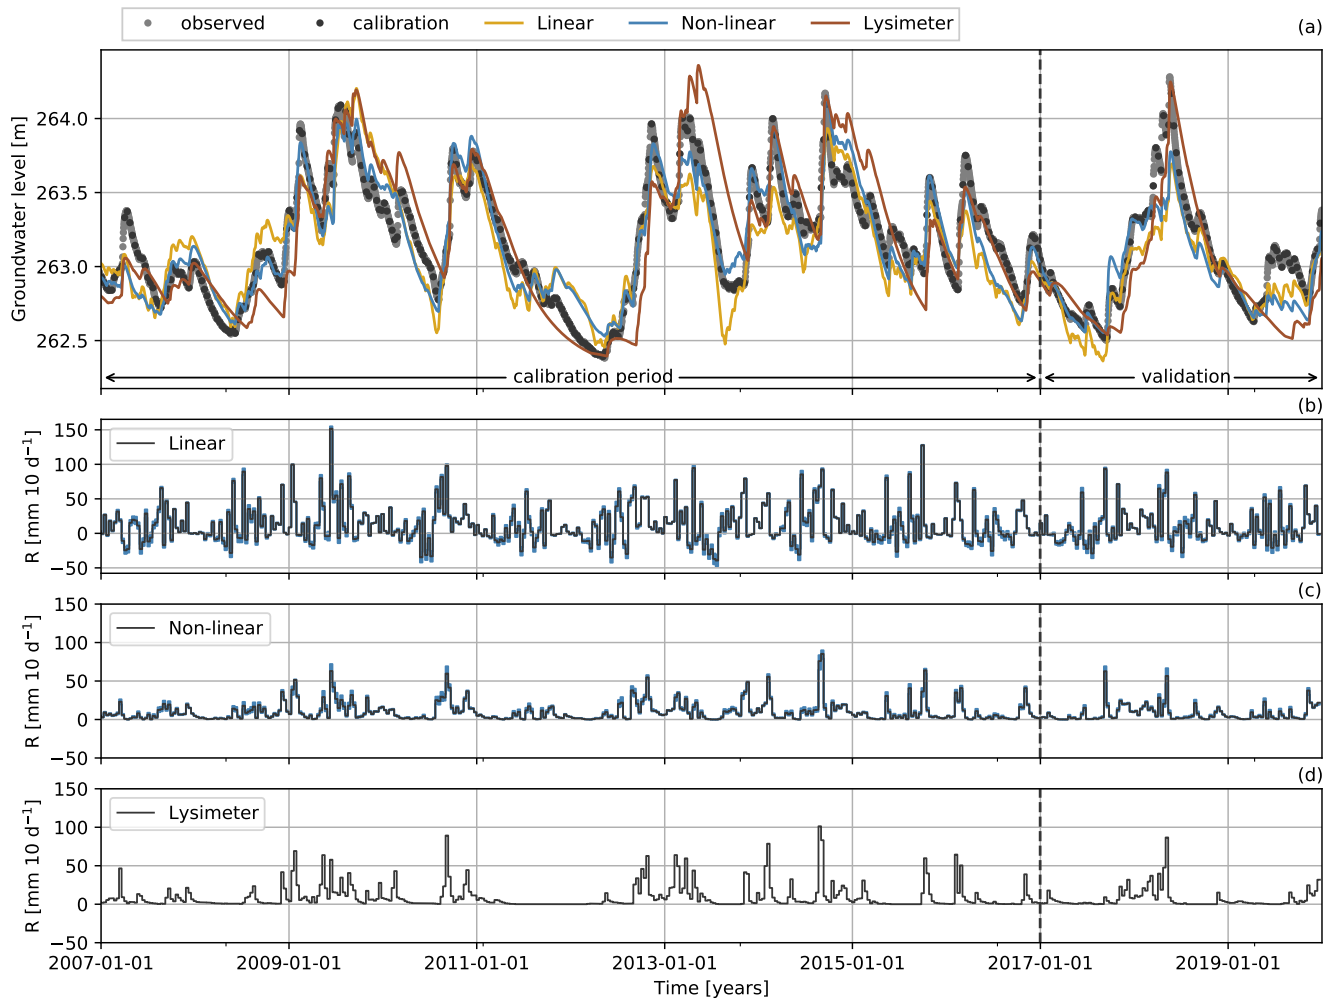 observed calibration Linear Non-linear Lysimeter
(a)
Groundwater level [m]
264.0
263.5
263.0
262.5
calibration period validation
(b)
R [mm 10 d⁻¹]
150
100
50
0
−50
Linear
(c)
R [mm 10 d⁻¹]
150
100
50
0
−50
Non-linear
(d)
R [mm 10 d⁻¹]
150
100
50
0
−50
Lysimeter
2007-01-01 2009-01-01 2011-01-01 2013-01-01 2015-01-01 2017-01-01 2019-01-01
Time [years]